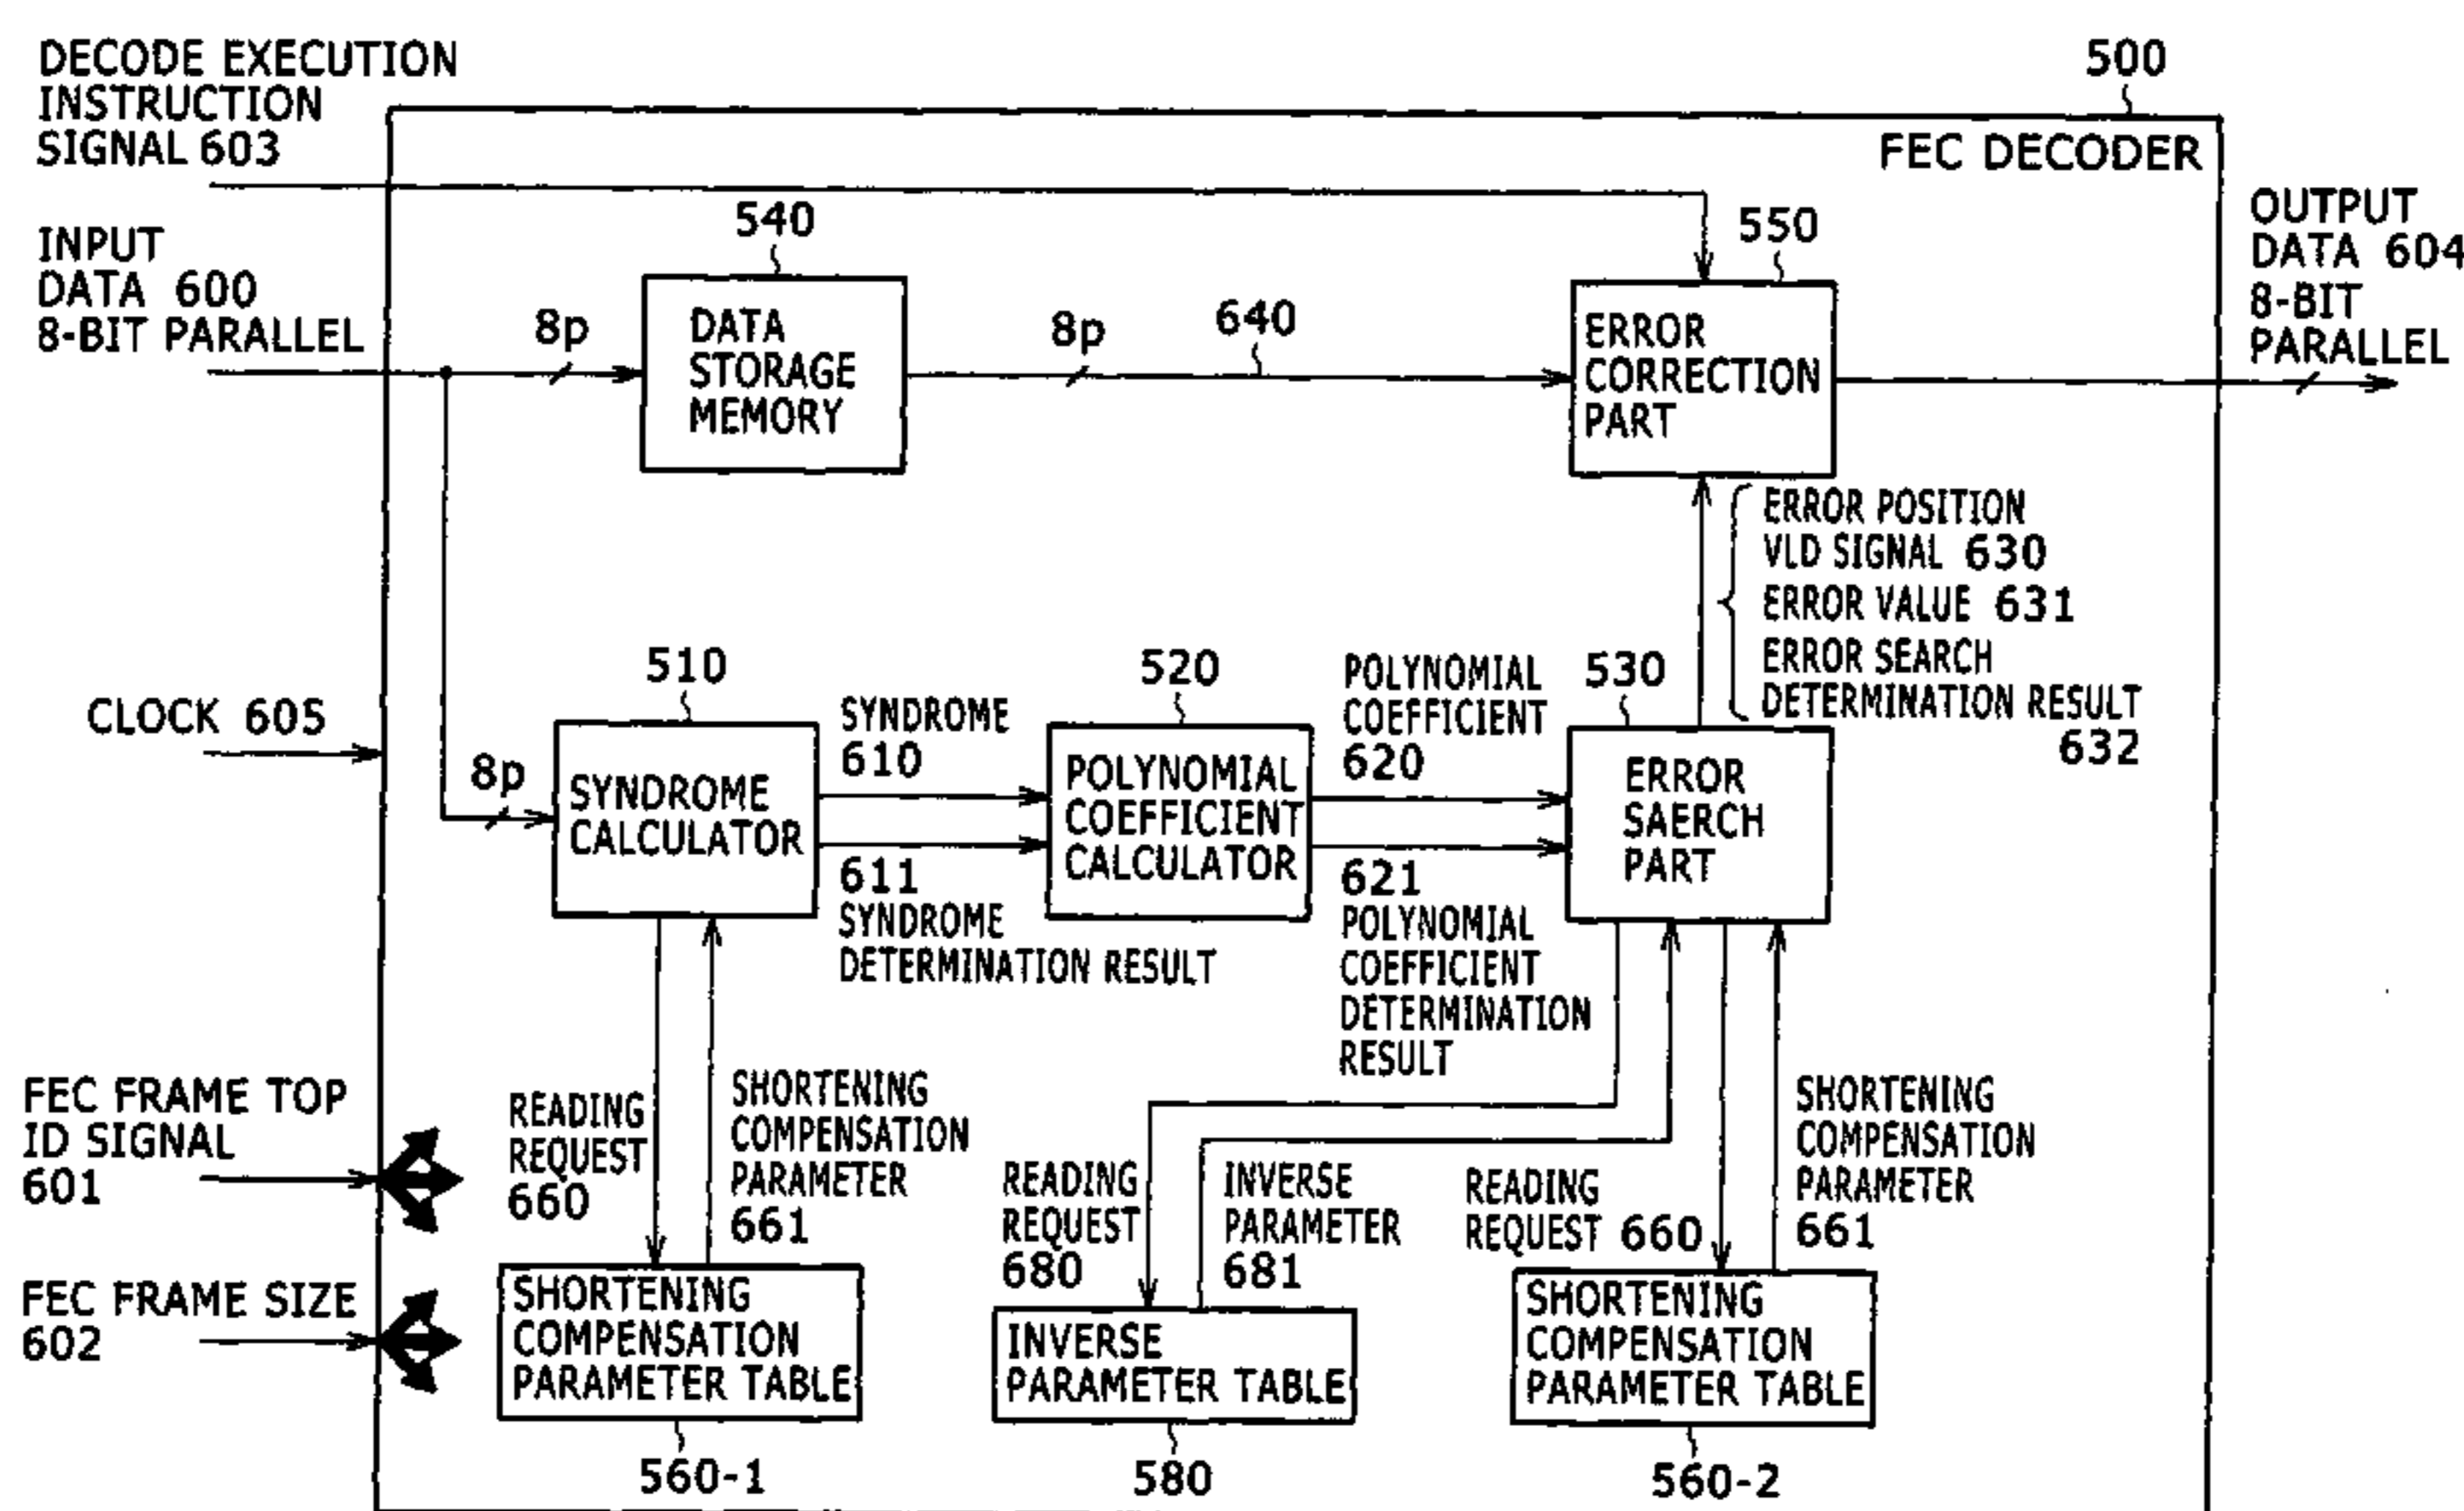 DECODE EXECUTION
INSTRUCTION
SIGNAL 603
500
FEC DECODER
INPUT
DATA 600
8-BIT PARALLEL
8p
540
DATA
STORAGE
MEMORY
8p
640
550
ERROR
CORRECTION
PART
OUTPUT
DATA 604
8-BIT
PARALLEL
ERROR POSITION
VLD SIGNAL 630
ERROR VALUE 631
ERROR SEARCH
DETERMINATION RESULT
632
CLOCK 605
8p
510
SYNDROME
CALCULATOR
SYNDROME
610
611
SYNDROME
DETERMINATION RESULT
520
POLYNOMIAL
COEFFICIENT
CALCULATOR
POLYNOMIAL
COEFFICIENT
620
621
POLYNOMIAL
COEFFICIENT
DETERMINATION
RESULT
530
ERROR
SAERCH
PART
FEC FRAME TOP
ID SIGNAL
601
FEC FRAME SIZE
602
READING
REQUEST
660
SHORTENING
COMPENSATION
PARAMETER
661
READING
REQUEST
680
INVERSE
PARAMETER
681
READING
REQUEST 660
SHORTENING
COMPENSATION
PARAMETER
661
SHORTENING
COMPENSATION
PARAMETER TABLE
560-1
INVERSE
PARAMETER TABLE
580
SHORTENING
COMPENSATION
PARAMETER TABLE
560-2